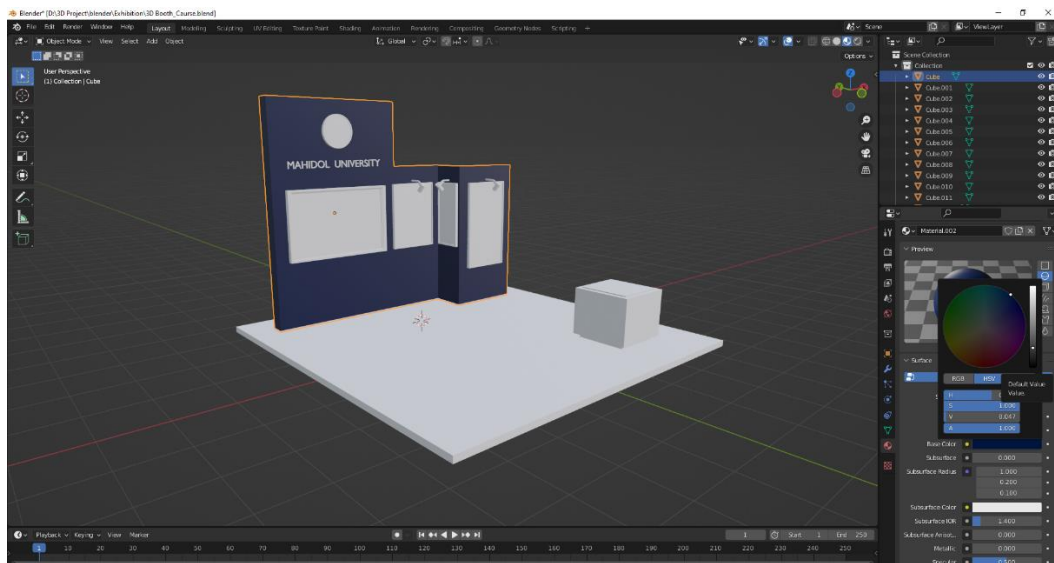 Blender* [D:\3D Project\blender\Exhibition\3D Booth_Course.blend]
File Edit Render Window Help Layout Modeling Sculpting UV Editing Texture Paint Shading Animation Rendering Compositing Geometry Nodes Scripting + Scene ViewLayer
Object Mode View Select Add Object Global
Options
User Perspective
(1) Collection | Cube
Scene Collection
Collection
Cube
Cube.001
Cube.002
Cube.003
Cube.004
Cube.005
Cube.006
Cube.007
Cube.008
Cube.009
Cube.010
Cube.011
MAHIDOL UNIVERSITY
Material.002
Preview
Surface
RGB HSV
Default Value
Value.
H
S 1.000
V 0.047
A 1.000
Base Color
Subsurface 0.000
Subsurface Radius 1.000
0.200
0.100
Subsurface Color
Subsurface IOR 1.400
Subsurface Anisot.. 0.000
Metallic 0.000
Playback Keying View Marker 1 Start 1 End 250
1 10 20 30 40 50 60 70 80 90 100 110 120 130 140 150 160 170 180 190 200 210 220 230 240 250